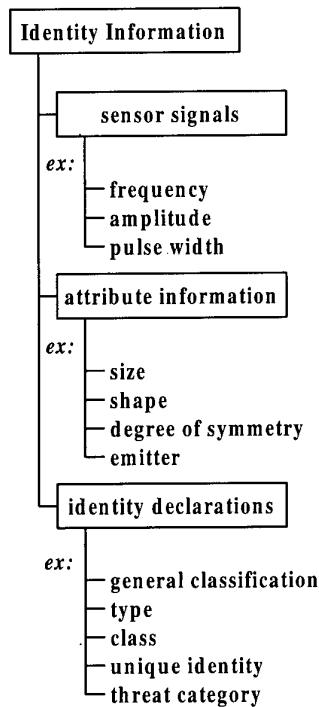 Identity Information
sensor signals
ex:
frequency
amplitude
pulse width
attribute information
ex:
size
shape
degree of symmetry
emitter
identity declarations
ex:
general classification
type
class
unique identity
threat category